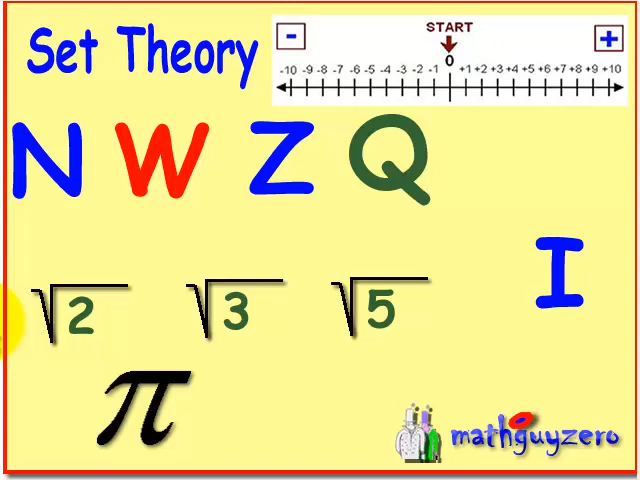 Set Theory
START
- +
0
-10 -9 -8 -7 -6 -5 -4 -3 -2 -1 +1 +2 +3 +4 +5 +6 +7 +8 +9 +10
N W Z Q
I
√2 √3 √5
π
mathguyzero